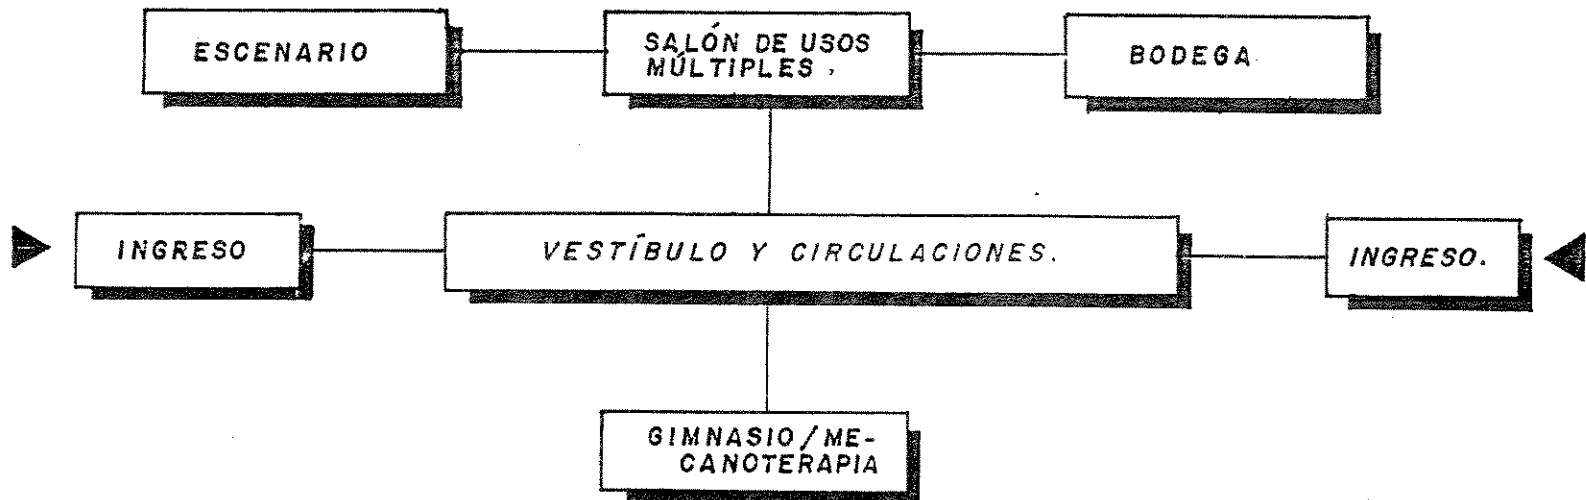 ESCENARIO
SALÓN DE USOS
MÚLTIPLES.
BODEGA
INGRESO
VESTÍBULO Y CIRCULACIONES.
INGRESO.
GIMNASIO/ME-
CANOTERAPIA